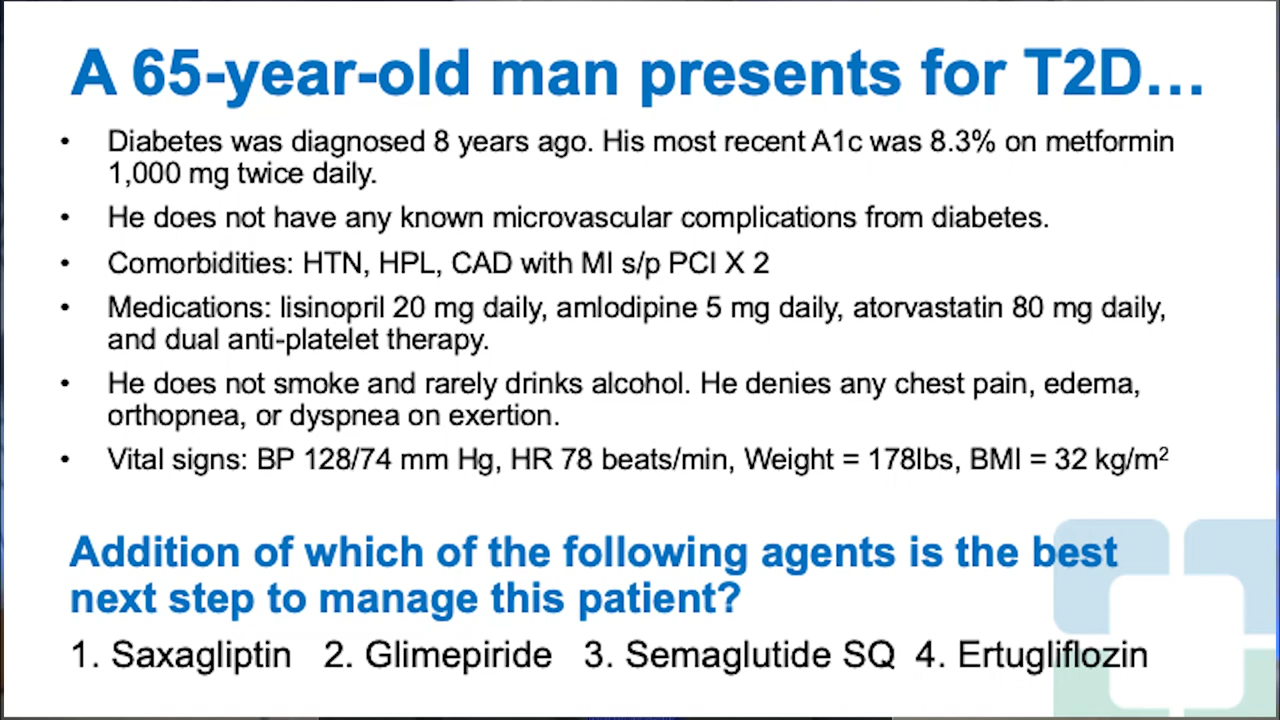 A 65-year-old man presents for T2D…
• Diabetes was diagnosed 8 years ago. His most recent A1c was 8.3% on metformin
1,000 mg twice daily.
• He does not have any known microvascular complications from diabetes.
• Comorbidities: HTN, HPL, CAD with MI s/p PCI X 2
• Medications: lisinopril 20 mg daily, amlodipine 5 mg daily, atorvastatin 80 mg daily,
and dual anti-platelet therapy.
• He does not smoke and rarely drinks alcohol. He denies any chest pain, edema,
orthopnea, or dyspnea on exertion.
• Vital signs: BP 128/74 mm Hg, HR 78 beats/min, Weight = 178lbs, BMI = 32 kg/m²
Addition of which of the following agents is the best
next step to manage this patient?
1. Saxagliptin 2. Glimepiride 3. Semaglutide SQ 4. Ertugliflozin